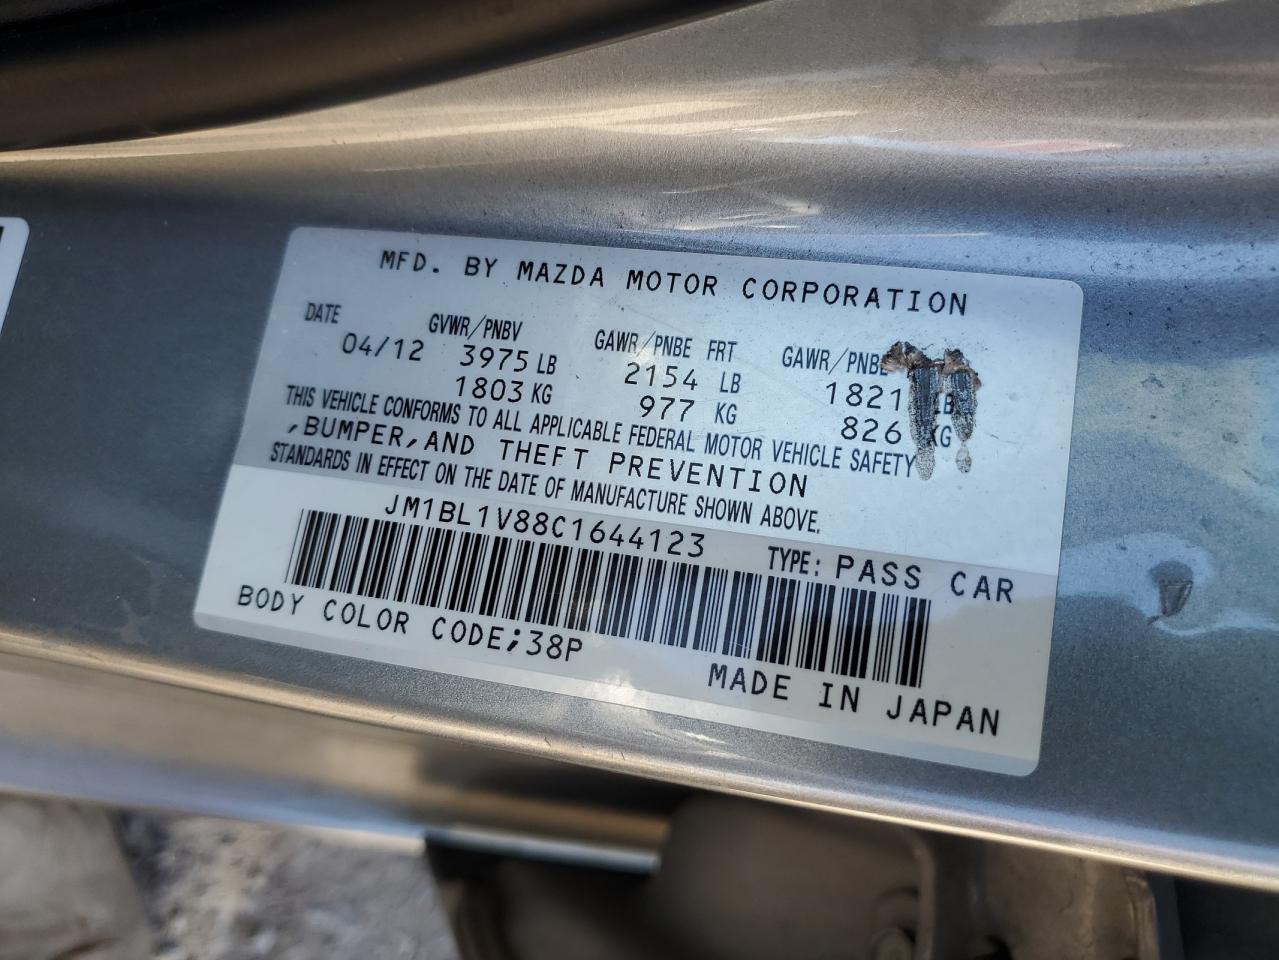 MFD. BY MAZDA MOTOR CORPORATION
DATE GVWR/PNBV GAWR/PNBE FRT GAWR/PNBE
04/12 3975 LB 2154 LB 1821 LB
1803 KG 977 KG 826 KG
THIS VEHICLE CONFORMS TO ALL APPLICABLE FEDERAL MOTOR VEHICLE SAFETY
,BUMPER,AND THEFT PREVENTION
STANDARDS IN EFFECT ON THE DATE OF MANUFACTURE SHOWN ABOVE.
JM1BL1V88C1644123 TYPE: PASS CAR
BODY COLOR CODE;38P
MADE IN JAPAN